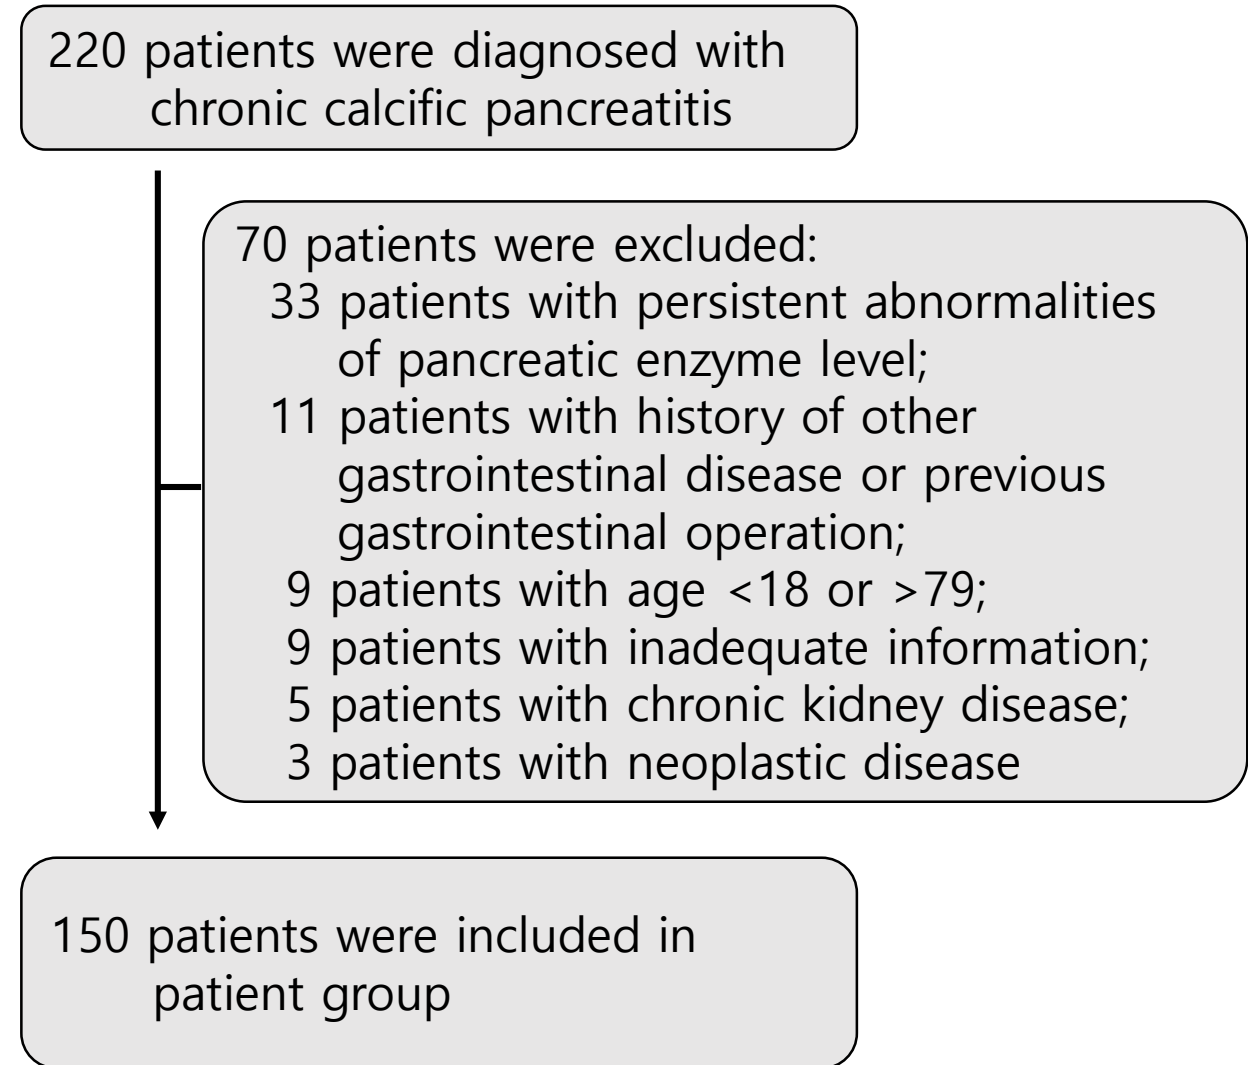 220 patients were diagnosed with
chronic calcific pancreatitis
70 patients were excluded:
33 patients with persistent abnormalities
of pancreatic enzyme level;
11 patients with history of other
gastrointestinal disease or previous
gastrointestinal operation;
9 patients with age <18 or >79;
9 patients with inadequate information;
5 patients with chronic kidney disease;
3 patients with neoplastic disease
150 patients were included in
patient group